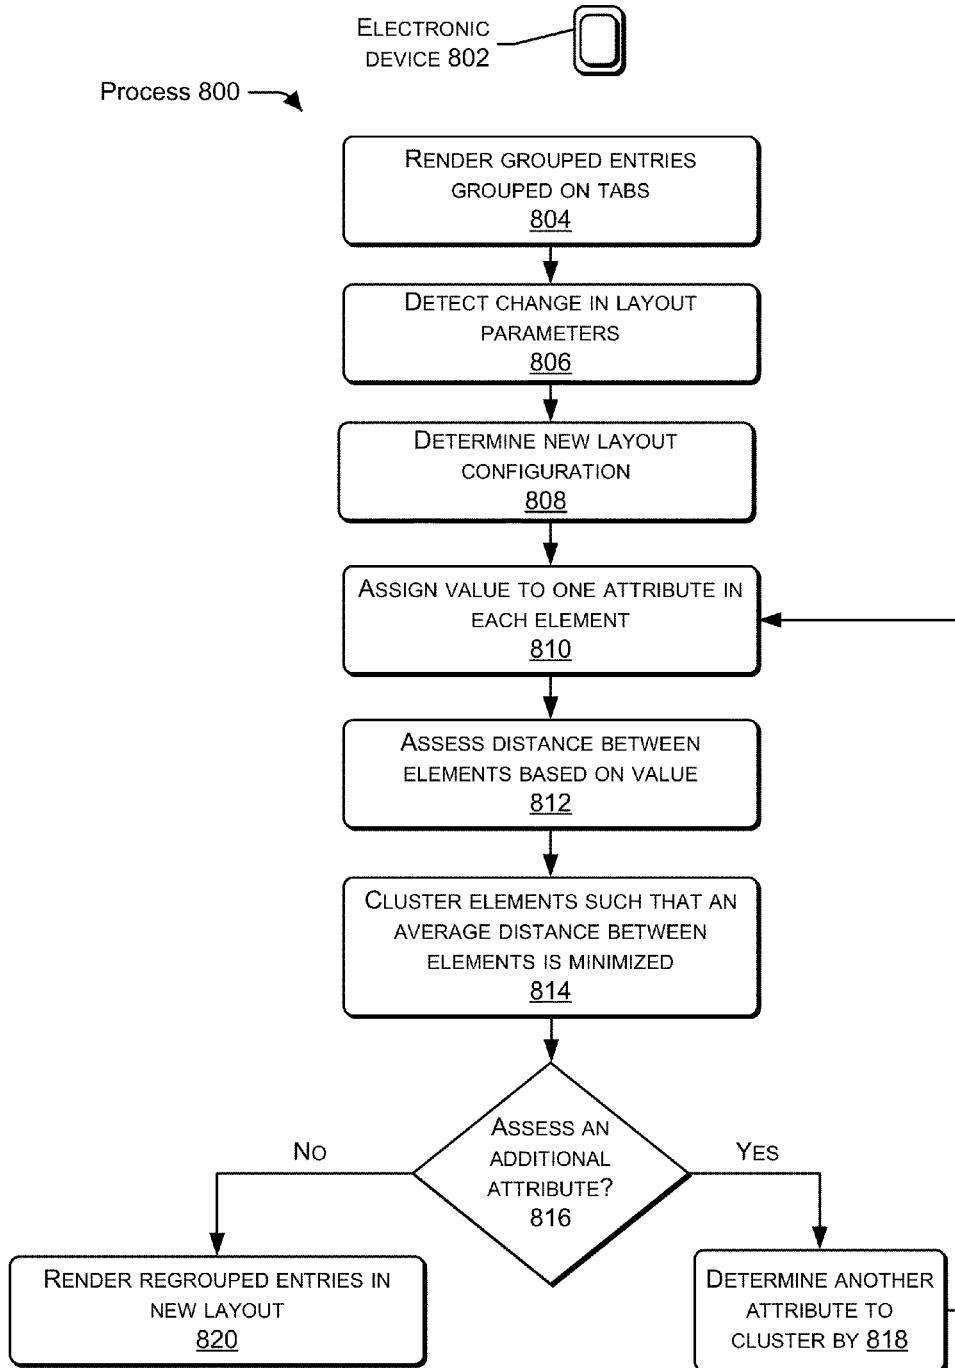 ELECTRONIC
DEVICE 802
Process 800
RENDER GROUPED ENTRIES
GROUPED ON TABS
804
DETECT CHANGE IN LAYOUT
PARAMETERS
806
DETERMINE NEW LAYOUT
CONFIGURATION
808
ASSIGN VALUE TO ONE ATTRIBUTE IN
EACH ELEMENT
810
ASSESS DISTANCE BETWEEN
ELEMENTS BASED ON VALUE
812
CLUSTER ELEMENTS SUCH THAT AN
AVERAGE DISTANCE BETWEEN
ELEMENTS IS MINIMIZED
814
ASSESS AN
ADDITIONAL
ATTRIBUTE?
816
NO
YES
RENDER REGROUPED ENTRIES IN
NEW LAYOUT
820
DETERMINE ANOTHER
ATTRIBUTE TO
CLUSTER BY 818